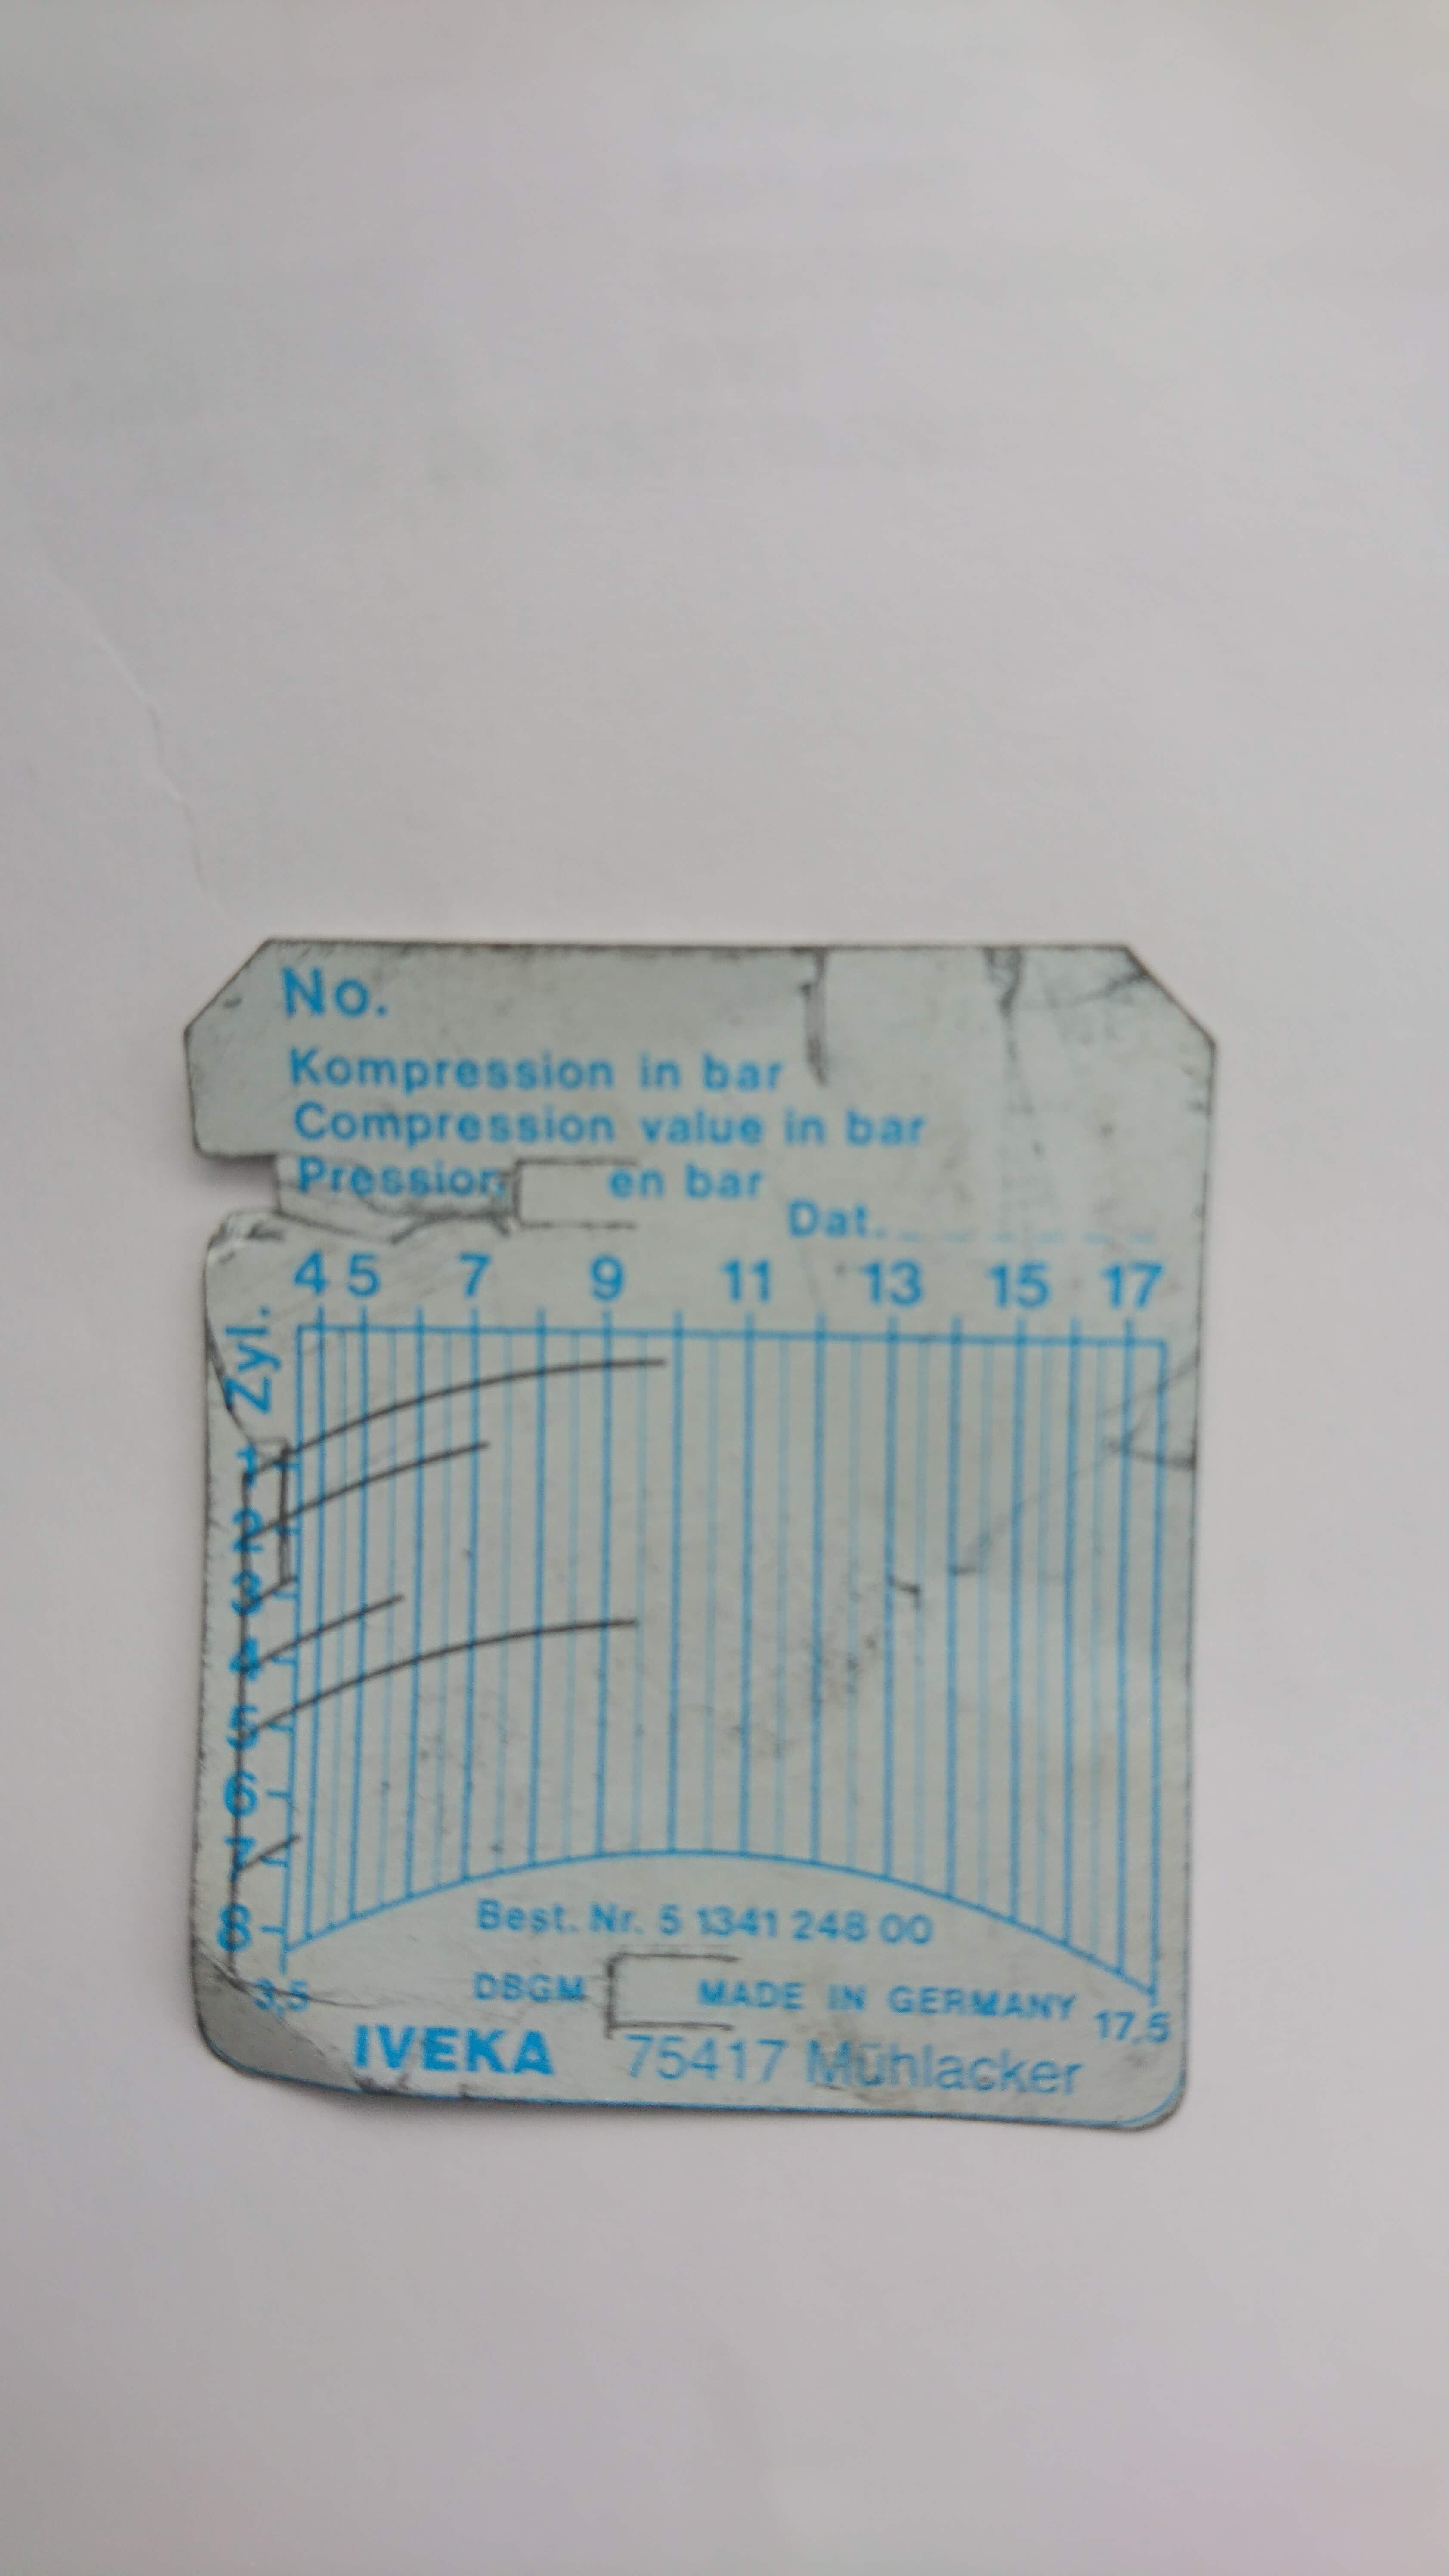 No.
Kompression in bar
Compression value in bar
Pression en bar
Dat.
4 5 7 9 11 13 15 17
Zyl.
1
2
3
4
5
6
7
8
3,5
17,5
Best. Nr. 5 1341 248 00
DBGM MADE IN GERMANY
IVEKA 75417 Mühlacker